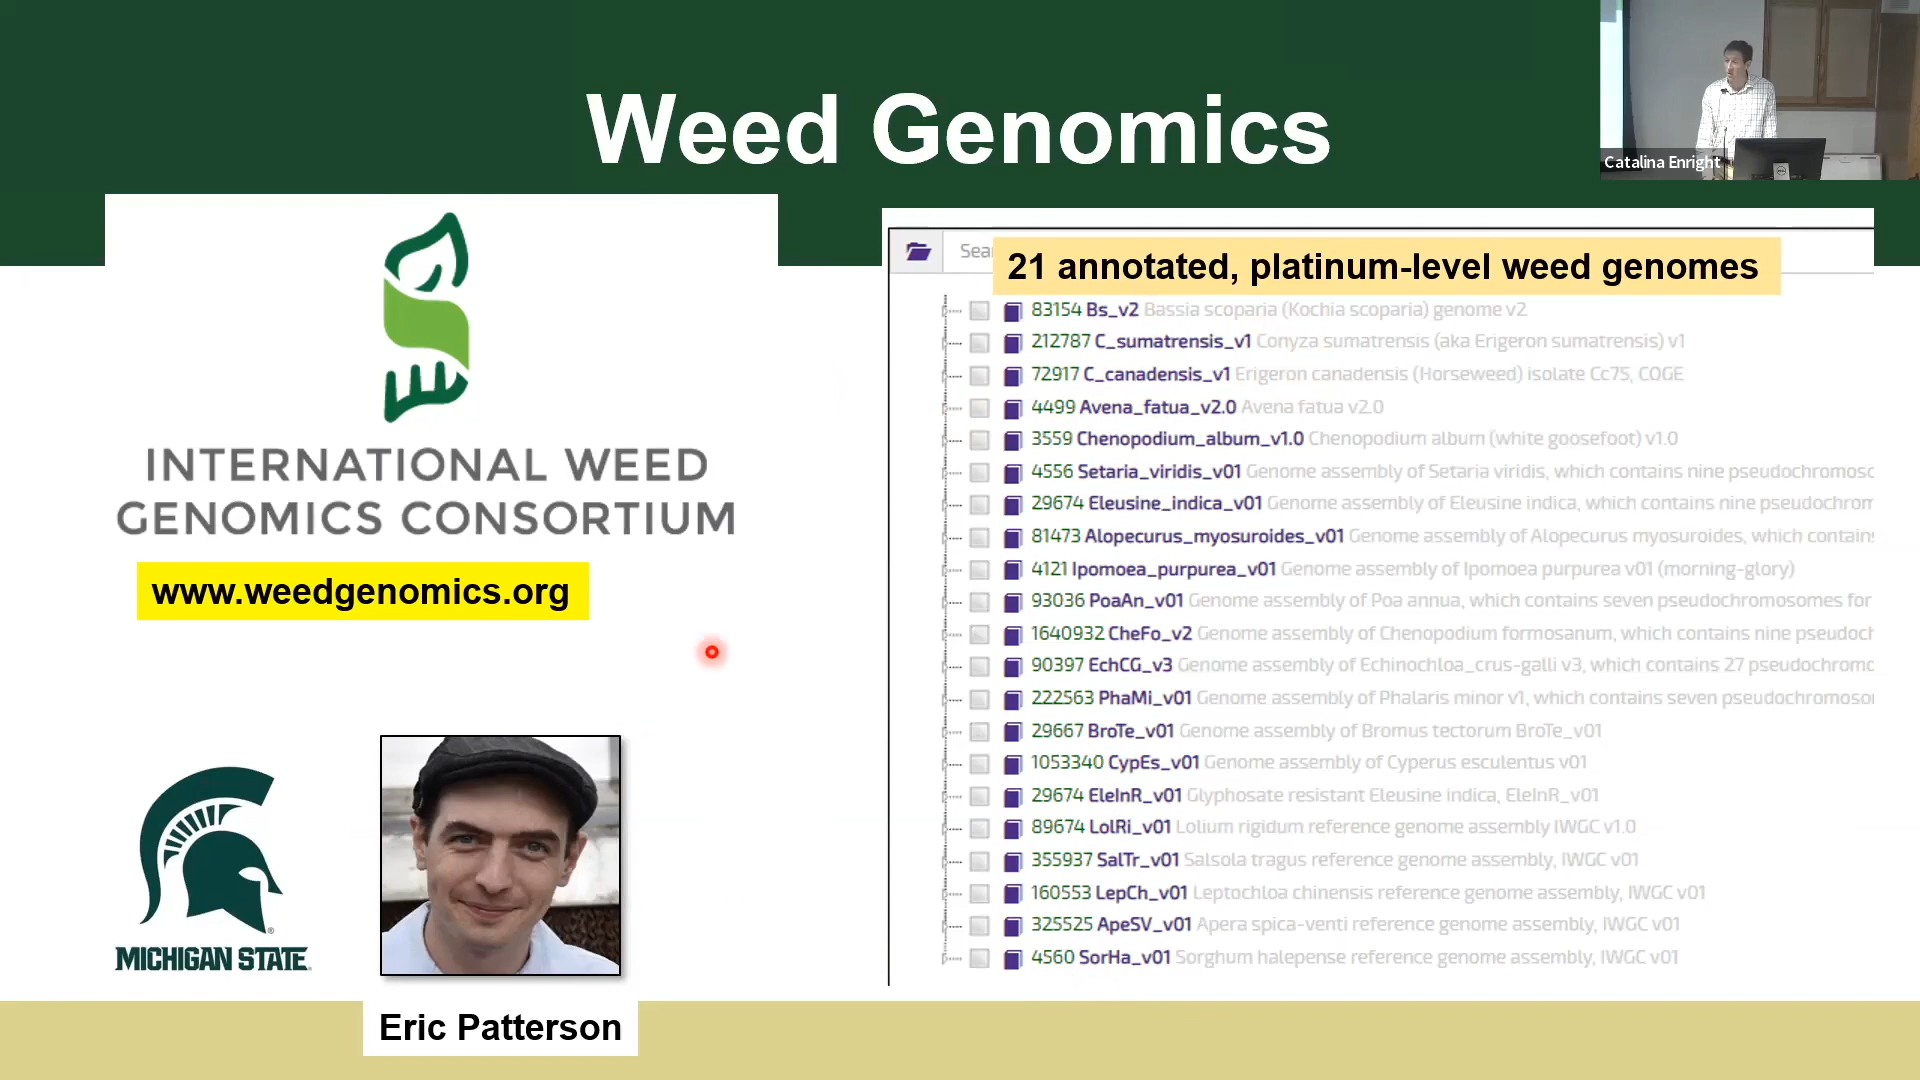 Weed Genomics
Catalina Enright
INTERNATIONAL WEED
GENOMICS CONSORTIUM
www.weedgenomics.org
MICHIGAN STATE
Eric Patterson
Sea
21 annotated, platinum-level weed genomes
83154 Bs_v2 Bassia scoparia (Kochia scoparia) genome v2
212787 C_sumatrensis_v1 Conyza sumatrensis (aka Erigeron sumatrensis) v1
72917 C_canadensis_v1 Erigeron canadensis (Horseweed) isolate Cc75, COGE
4499 Avena_fatua_v2.0 Avena fatua v2.0
3559 Chenopodium_album_v1.0 Chenopodium album (white goosefoot) v1.0
4556 Setaria_viridis_v01 Genome assembly of Setaria viridis, which contains nine pseudochromosc
29674 Eleusine_indica_v01 Genome assembly of Eleusine indica, which contains nine pseudochrom
81473 Alopecurus_myosuroides_v01 Genome assembly of Alopecurus myosuroides, which contains
4121 Ipomoea_purpurea_v01 Genome assembly of Ipomoea purpurea v01 (morning-glory)
93036 PoaAn_v01 Genome assembly of Poa annua, which contains seven pseudochromosomes for
1640932 CheFo_v2 Genome assembly of Chenopodium formosanum, which contains nine pseudoch
90397 EchCG_v3 Genome assembly of Echinochloa_crus-galli v3, which contains 27 pseudochromo
222563 PhaMi_v01 Genome assembly of Phalaris minor v1, which contains seven pseudochromosor
29667 BroTe_v01 Genome assembly of Bromus tectorum BroTe_v01
1053340 CypEs_v01 Genome assembly of Cyperus esculentus v01
29674 EleInR_v01 Glyphosate resistant Eleusine indica, EleInR_v01
89674 LolRi_v01 Lolium rigidum reference genome assembly IWGC v1.0
355937 SalTr_v01 Salsola tragus reference genome assembly, IWGC v01
160553 LepCh_v01 Leptochloa chinensis reference genome assembly, IWGC v01
325525 ApeSV_v01 Apera spica-venti reference genome assembly, IWGC v01
4560 SorHa_v01 Sorghum halepense reference genome assembly, IWGC v01